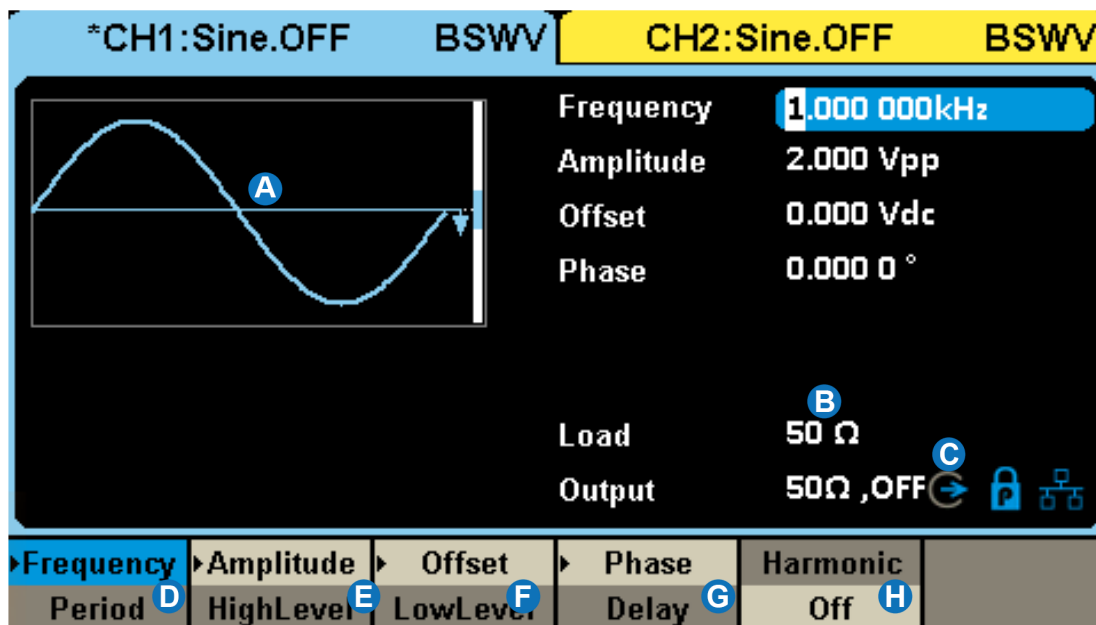 *CH1:Sine.OFF BSWV CH2:Sine.OFF BSWV
Frequency 1.000 000kHz
Amplitude 2.000 Vpp
A
Offset 0.000 Vdc
Phase 0.000 0 °
B
Load 50 Ω
C
Output 50Ω ,OFF P
Frequency Amplitude Offset Phase Harmonic
Period D HighLevel E LowLevel F Delay G Off H